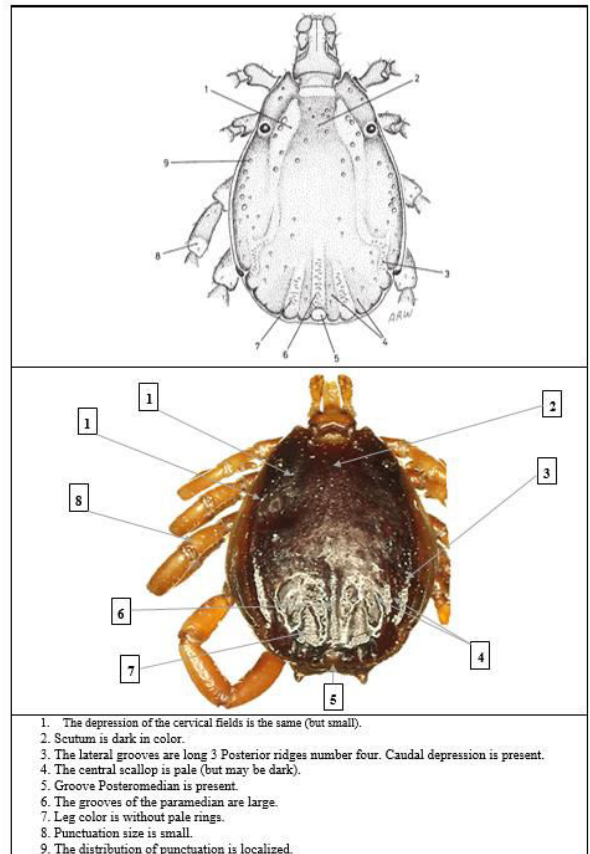 1
2
9
8
3
ARW
7
6
5
4
1
2
1
3
8
6
7
4
5
1. The depression of the cervical fields is the same (but small).
2. Scutum is dark in color.
3. The lateral grooves are long 3 Posterior ridges number four. Caudal depression is present.
4. The central scallop is pale (but may be dark).
5. Groove Posteromedian is present.
6. The grooves of the paramedian are large.
7. Leg color is without pale rings.
8. Punctuation size is small.
9. The distribution of punctuation is localized.